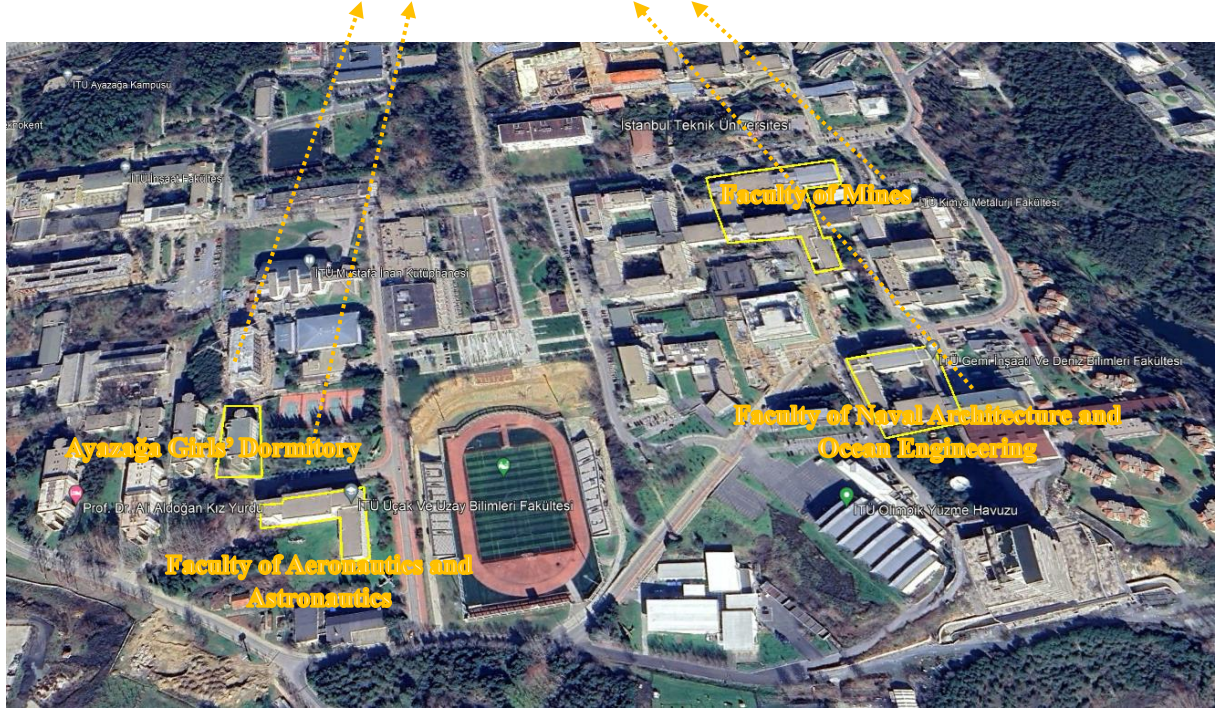 İTÜ Ayazağa Kampüsü
eknokent
İstanbul Teknik Üniversitesi
İTÜ İnşaat Fakültesi
Faculty of Mines
İTÜ Kimya Metalurji Fakültesi
İTÜ Mustafa İnan Kütüphanesi
İTÜ Gemi İnşaatı Ve Deniz Bilimleri Fakültesi
Faculty of Naval Architecture and
Ocean Engineering
Ayazağa Girls' Dormitory
Prof. Dr. Ali Aldoğan Kız Yurdu
İTÜ Uçak Ve Uzay Bilimleri Fakültesi
İTÜ Olimpik Yüzme Havuzu
Faculty of Aeronautics and
Astronautics